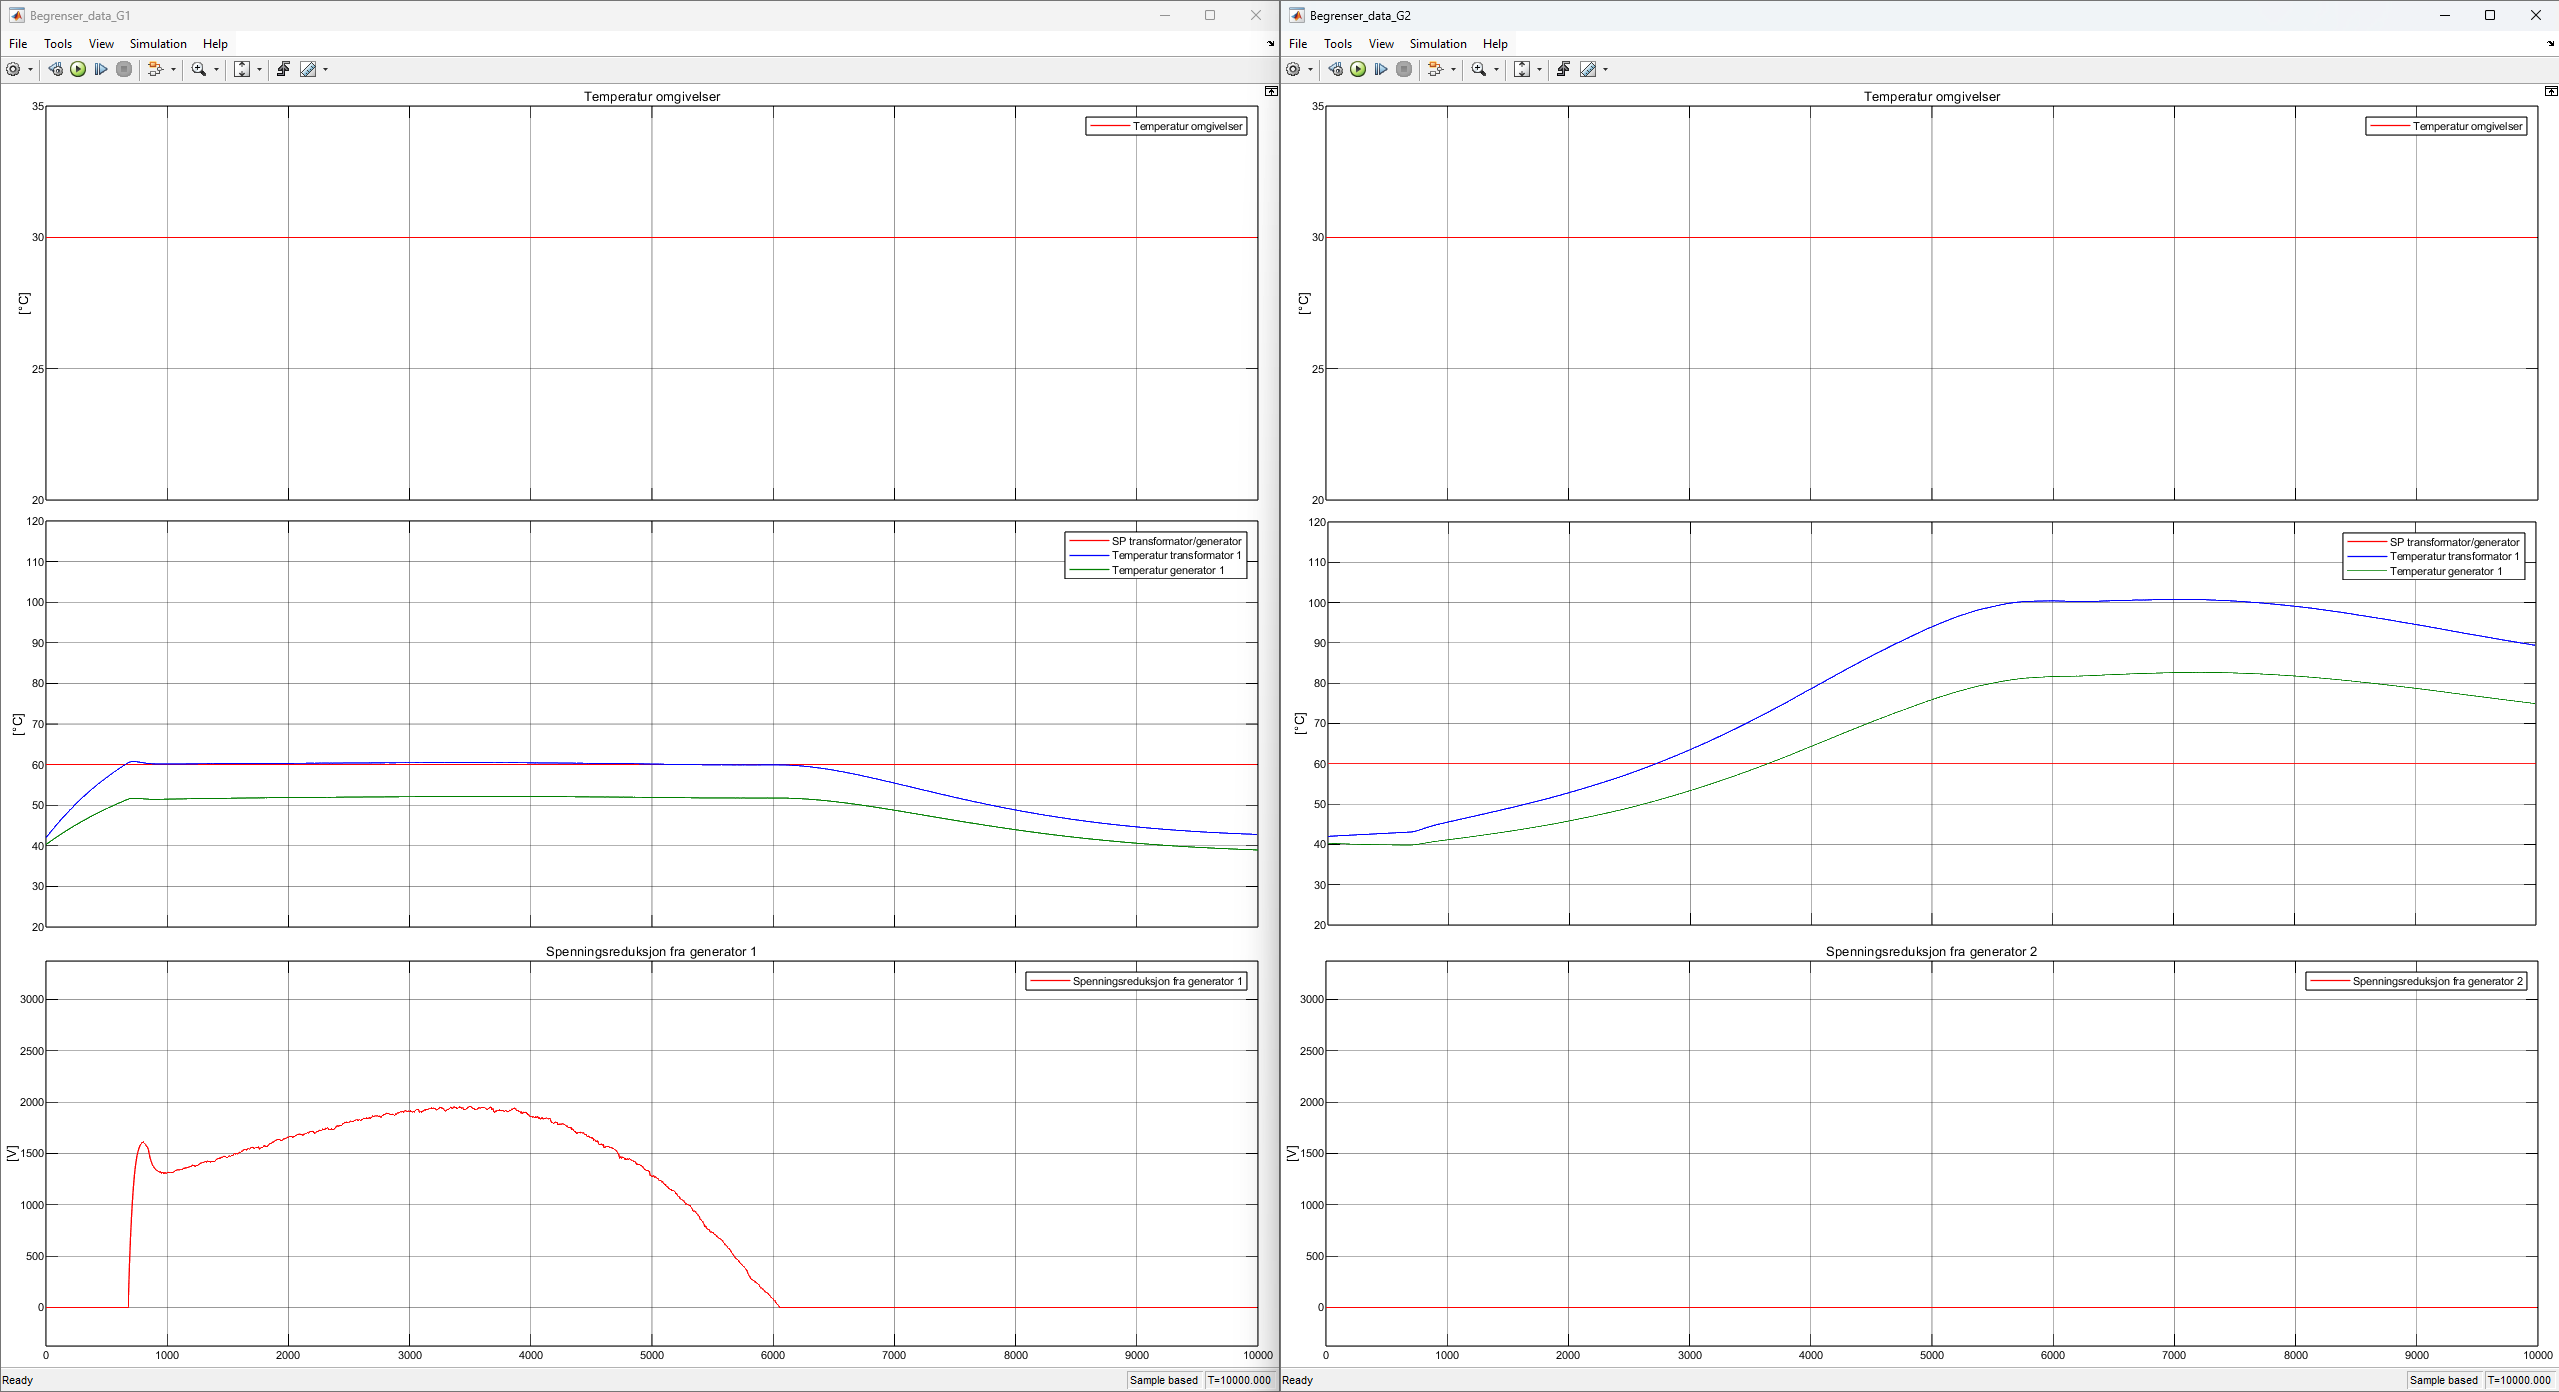 Begrenser_data_G1
File Tools View Simulation Help
Temperatur omgivelser
Temperatur omgivelser
35
30
25
20
[°C]
SP transformator/generator
Temperatur transformator 1
Temperatur generator 1
120
110
100
90
80
70
60
50
40
30
20
[°C]
Spenningsreduksjon fra generator 1
Spenningsreduksjon fra generator 1
3000
2500
2000
1500
1000
500
0
[V]
0 1000 2000 3000 4000 5000 6000 7000 8000 9000 10000
Ready Sample based T=10000.000
Begrenser_data_G2
File Tools View Simulation Help
Temperatur omgivelser
Temperatur omgivelser
35
30
25
20
[°C]
SP transformator/generator
Temperatur transformator 1
Temperatur generator 1
120
110
100
90
80
70
60
50
40
30
20
[°C]
Spenningsreduksjon fra generator 2
Spenningsreduksjon fra generator 2
3000
2500
2000
1500
1000
500
0
[V]
0 1000 2000 3000 4000 5000 6000 7000 8000 9000 10000
Ready Sample based T=10000.000